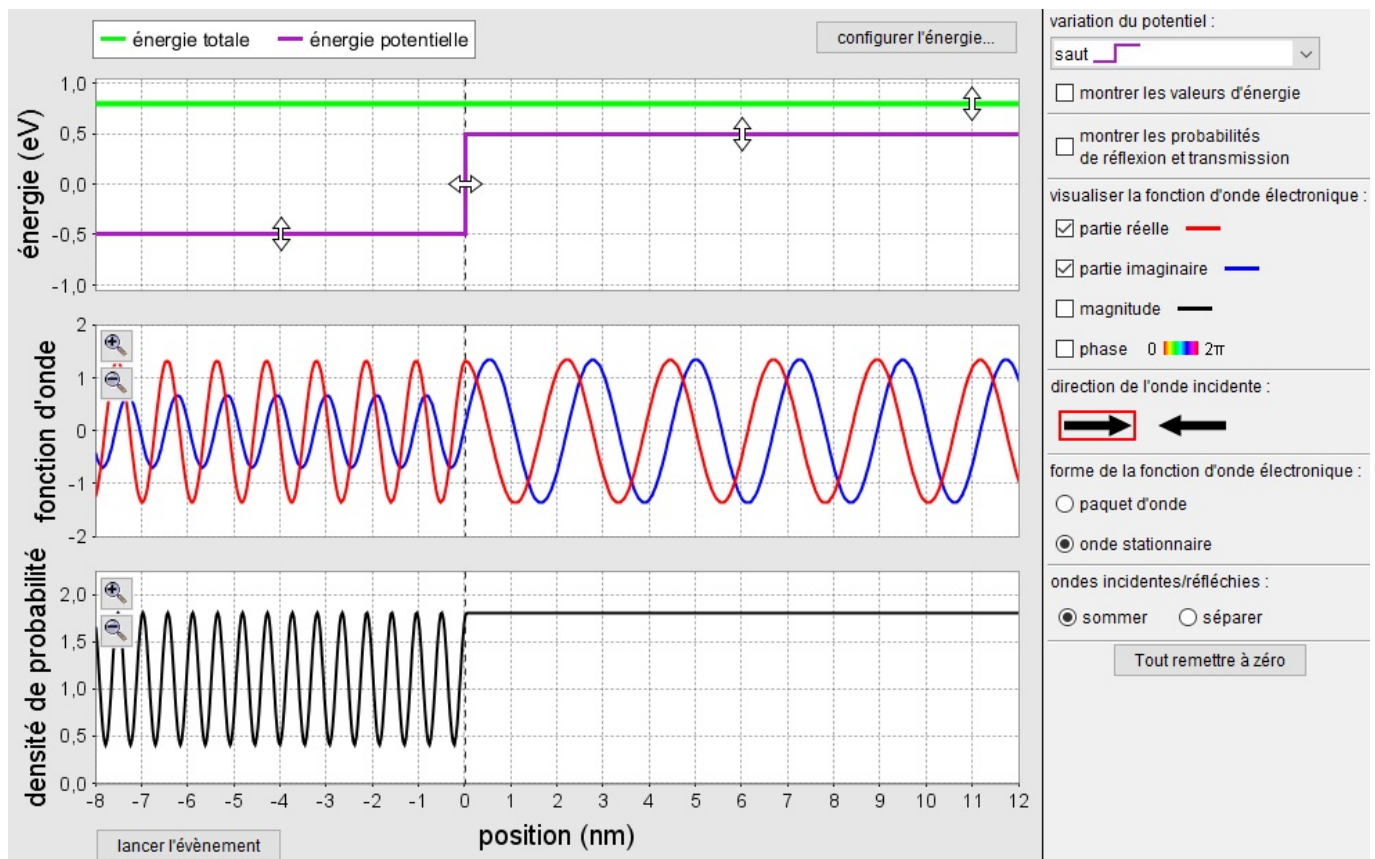 énergie totale énergie potentielle
configurer l'énergie...
énergie (eV)
1,0
0,5
0,0
-0,5
-1,0
fonction d'onde
2
1
0
-1
-2
densité de probabilité
2,0
1,5
1,0
0,5
0,0
-8 -7 -6 -5 -4 -3 -2 -1 0 1 2 3 4 5 6 7 8 9 10 11 12
position (nm)
lancer l'évènement
variation du potentiel :
saut
montrer les valeurs d'énergie
montrer les probabilités
de réflexion et transmission
visualiser la fonction d'onde électronique :
partie réelle
partie imaginaire
magnitude
phase 0 2π
direction de l'onde incidente :
forme de la fonction d'onde électronique :
paquet d'onde
onde stationnaire
ondes incidentes/réfléchies :
sommer séparer
Tout remettre à zéro